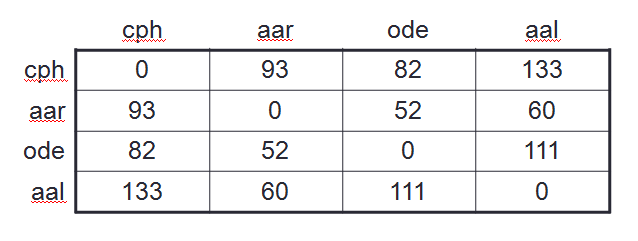 cph aar ode aal
cph 0 93 82 133
aar 93 0 52 60
ode 82 52 0 111
aal 133 60 111 0